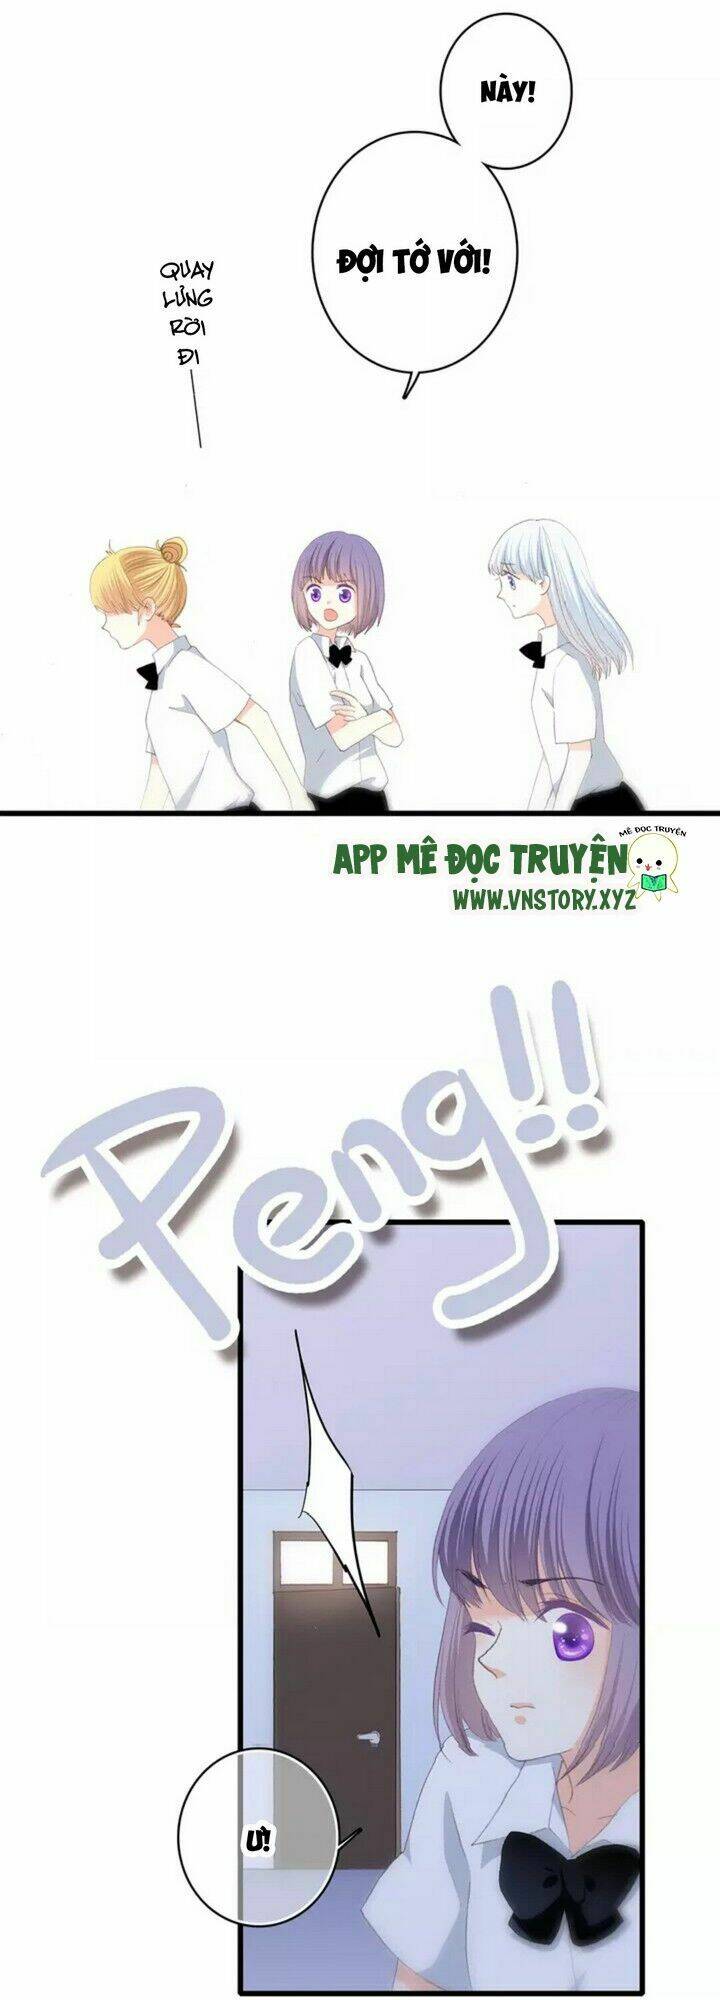 NÀY!
ĐỢI TỚ VỚI!
QUAY
LƯNG
RỜI
ĐI
MÊ ĐỌC TRUYỆN
APP MÊ ĐỌC TRUYỆN
WWW.VNSTORY.XYZ
Peng!!
Ư!